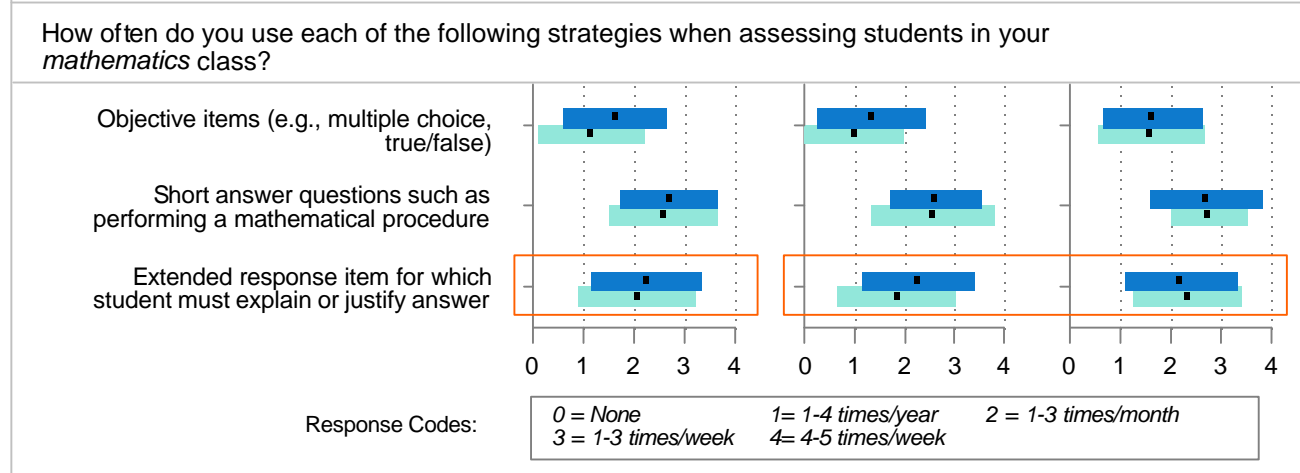 How often do you use each of the following strategies when assessing students in your
mathematics class?
Objective items (e.g., multiple choice,
true/false)
Short answer questions such as
performing a mathematical procedure
Extended response item for which
student must explain or justify answer
0 1 2 3 4 0 1 2 3 4 0 1 2 3 4
Response Codes:
0 = None 1= 1-4 times/year 2 = 1-3 times/month
3 = 1-3 times/week 4= 4-5 times/week